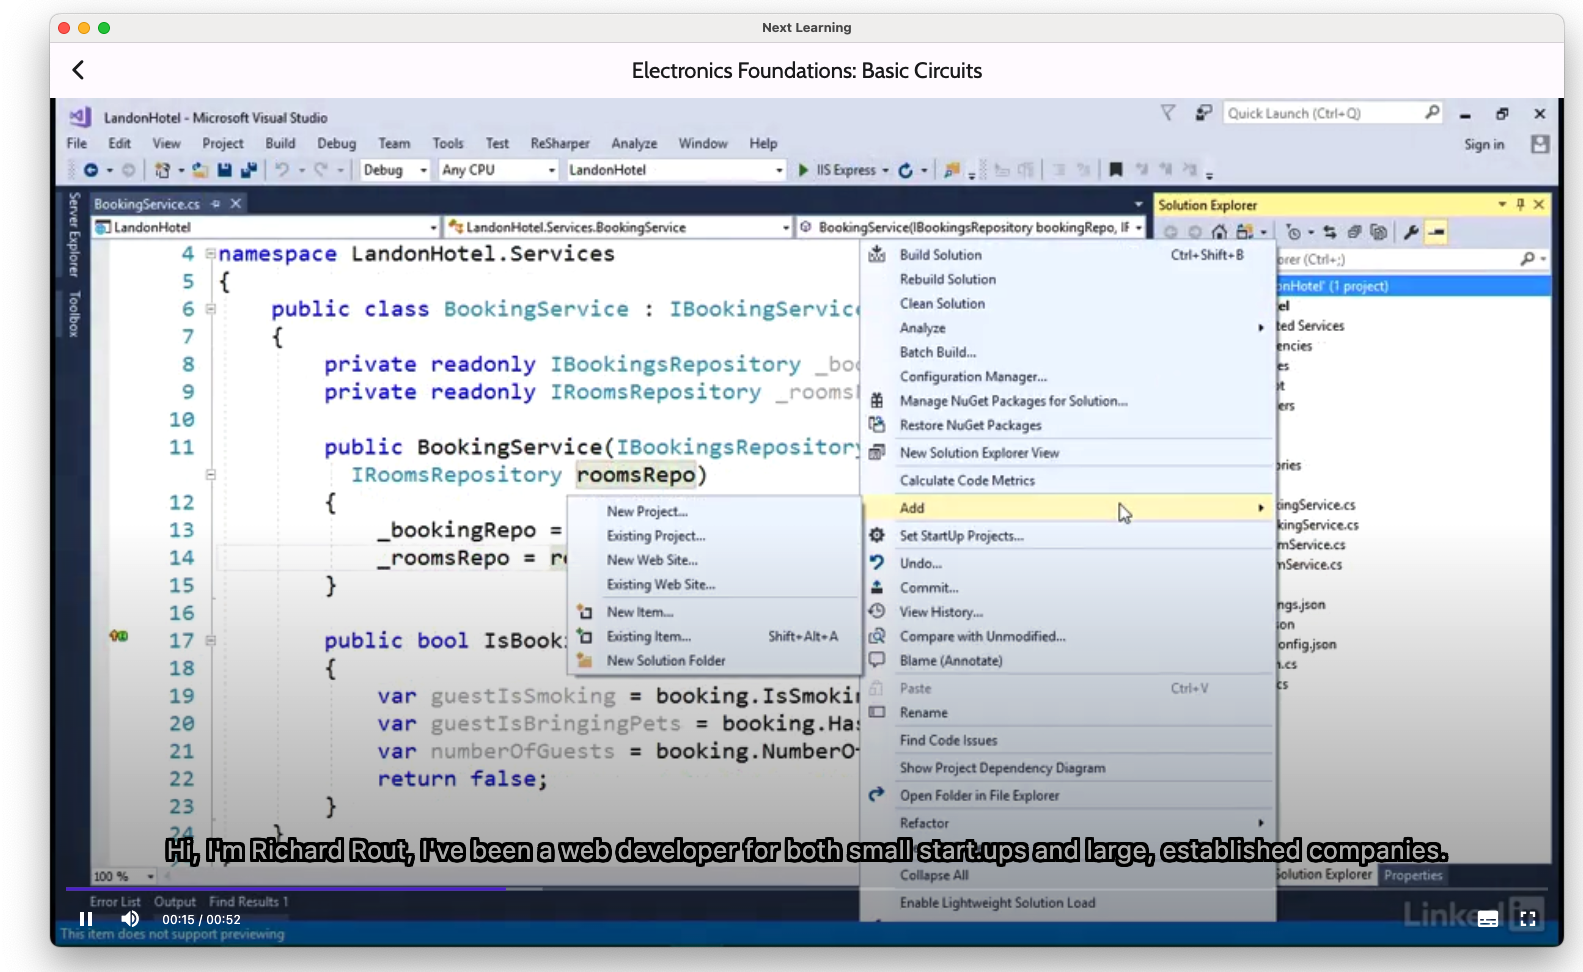 Next Learning
Electronics Foundations: Basic Circuits
LandonHotel - Microsoft Visual Studio
Quick Launch (Ctrl+Q)
File Edit View Project Build Debug Team Tools Test ReSharper Analyze Window Help
Sign in
Debug Any CPU LandonHotel IIS Express
Server Explorer
Toolbox
BookingService.cs
Solution Explorer
LandonHotel LandonHotel.Services.BookingService BookingService(IBookingsRepository bookingRepo, IF
4 namespace LandonHotel.Services
5 {
6 public class BookingService : IBookingService
7 {
8 private readonly IBookingsRepository _boo
9 private readonly IRoomsRepository _rooms
10
11 public BookingService(IBookingsRepository
IRoomsRepository roomsRepo)
12 {
13 _bookingRepo =
14 _roomsRepo = r
15 }
16
17 public bool IsBook
18 {
19 var guestIsSmoking = booking.IsSmoki
20 var guestIsBringingPets = booking.Has
21 var numberOfGuests = booking.NumberO
22 return false;
23 }
24 }
New Project...
Existing Project...
New Web Site...
Existing Web Site...
New Item...
Existing Item... Shift+Alt+A
New Solution Folder
Build Solution Ctrl+Shift+B
Rebuild Solution
Clean Solution
Analyze
Batch Build...
Configuration Manager...
Manage NuGet Packages for Solution...
Restore NuGet Packages
New Solution Explorer View
Calculate Code Metrics
Add
Set StartUp Projects...
Undo...
Commit...
View History...
Compare with Unmodified...
Blame (Annotate)
Paste Ctrl+V
Rename
Find Code Issues
Show Project Dependency Diagram
Open Folder in File Explorer
Refactor
Collapse All
Enable Lightweight Solution Load
orer (Ctrl+;)
onHotel' (1 project)
el
ted Services
encies
es
t
ers
ories
ingService.cs
kingService.cs
mService.cs
nService.cs
ngs.json
son
onfig.json
n.cs
cs
Hi, I'm Richard Rout, I've been a web developer for both small start ups and large, established companies.
100 %
Solution Explorer Properties
Error List Output Find Results 1
00:15 / 00:52
Linked in
This item does not support previewing